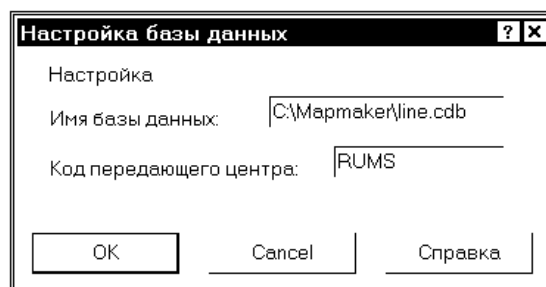 Настройка базы данных ? X
Настройка
Имя базы данных: C:\Mapmaker\line.cdb
Код передающего центра: RUMS
OK Cancel Справка